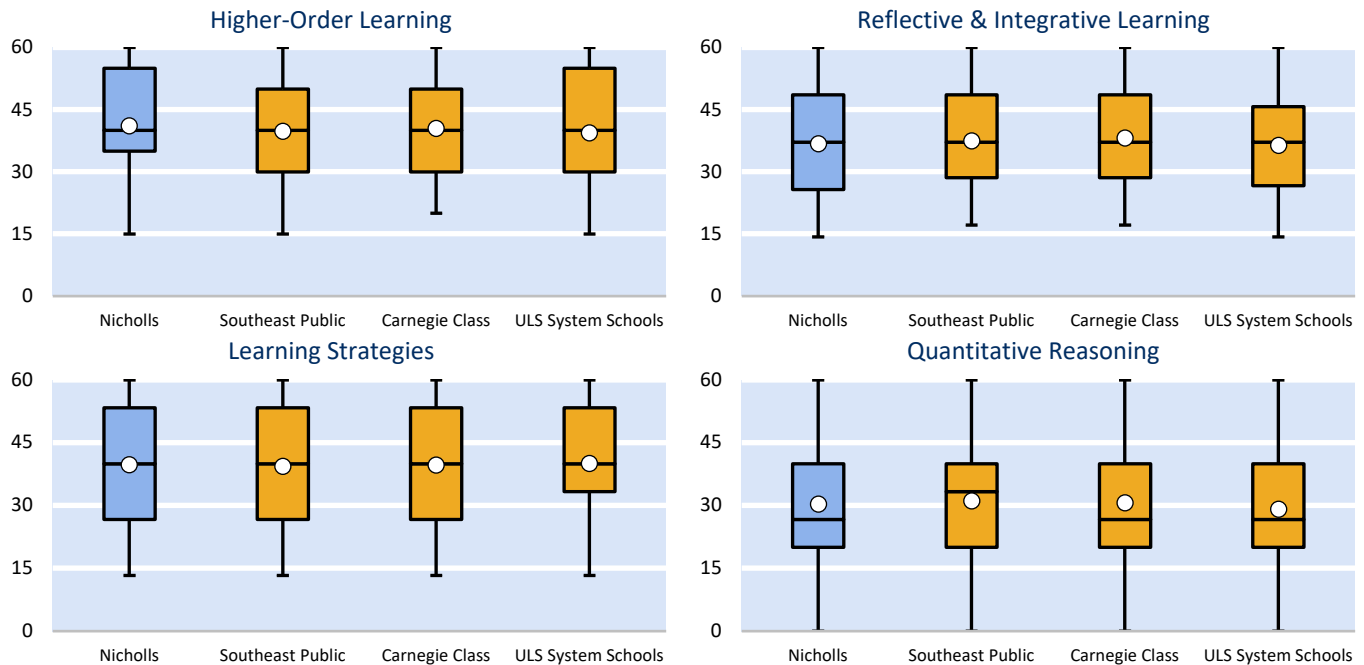 Higher-Order Learning
60
45
30
15
0
Nicholls Southeast Public Carnegie Class ULS System Schools
Reflective & Integrative Learning
60
45
30
15
0
Nicholls Southeast Public Carnegie Class ULS System Schools
Learning Strategies
60
45
30
15
0
Nicholls Southeast Public Carnegie Class ULS System Schools
Quantitative Reasoning
60
45
30
15
0
Nicholls Southeast Public Carnegie Class ULS System Schools